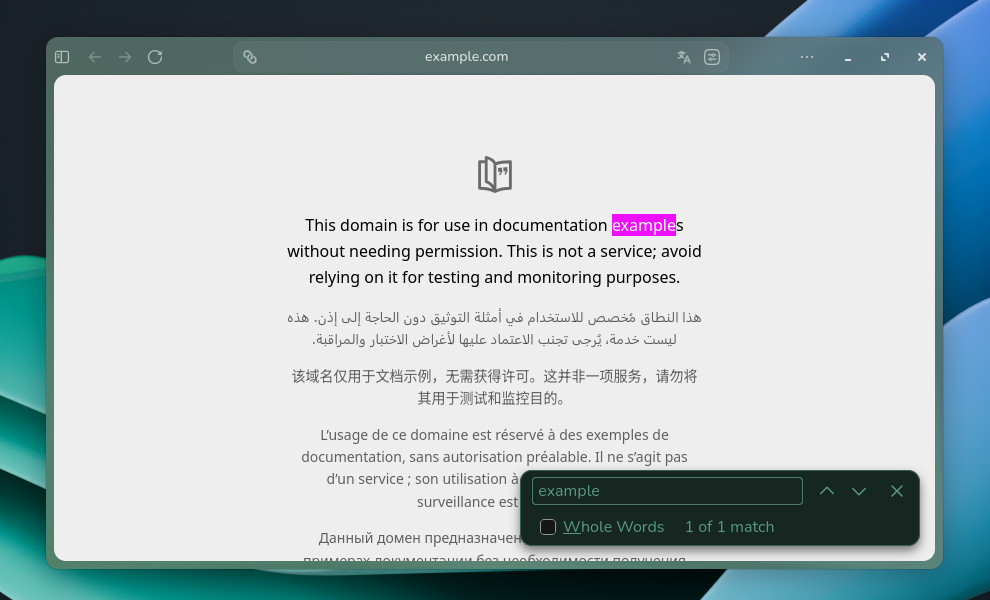 example.com
This domain is for use in documentation examples
without needing permission. This is not a service; avoid
relying on it for testing and monitoring purposes.
هذا النطاق مُخصص للاستخدام في أمثلة التوثيق دون الحاجة إلى إذن. هذه
ليست خدمة، يُرجى تجنب الاعتماد عليها لأغراض الاختبار والمراقبة.
该域名仅用于文档示例，无需获得许可。这并非一项服务，请勿将
其用于测试和监控目的。
L’usage de ce domaine est réservé à des exemples de
documentation, sans autorisation préalable. Il ne s’agit pas
d’un service ; son utilisation à
surveillance est
Данный домен предназначен
примерах документации без необходимости получения
example
Whole Words 1 of 1 match